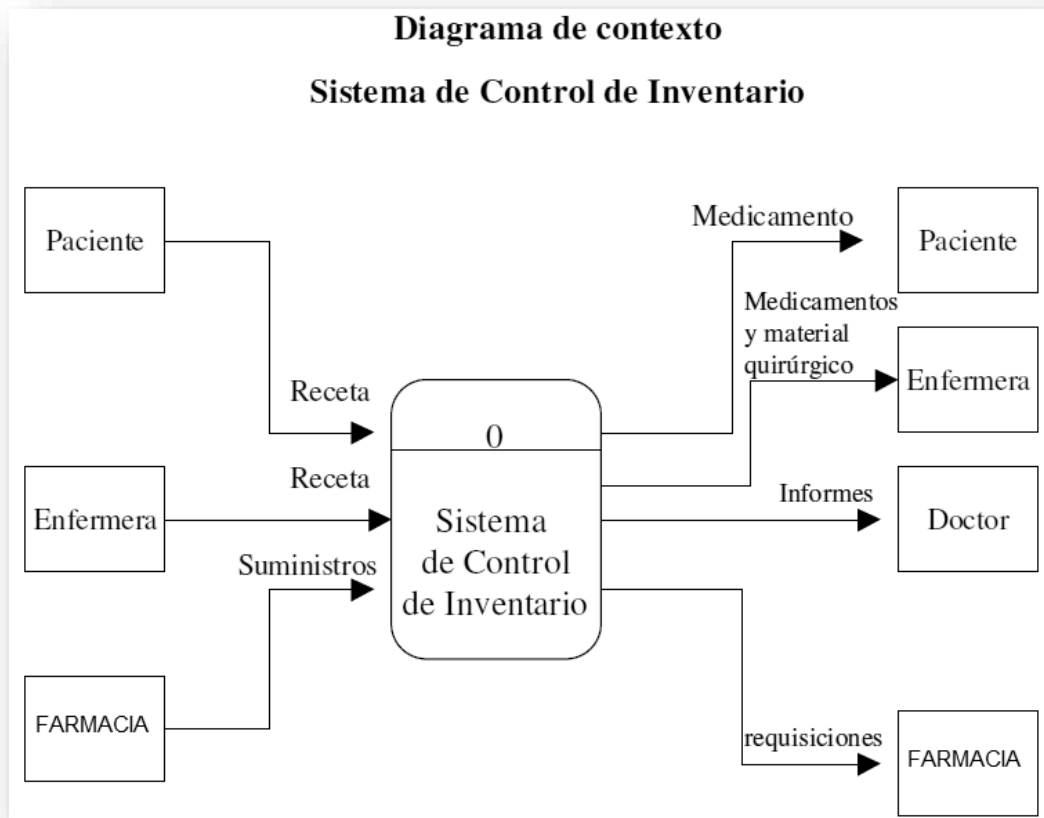 Diagrama de contexto
Sistema de Control de Inventario
Paciente
Medicamento
Paciente
Medicamentos
y material
quirúrgico
Enfermera
Receta
0
Receta
Enfermera
Informes
Doctor
Sistema
de Control
de Inventario
Suministros
FARMACIA
requisiciones
FARMACIA